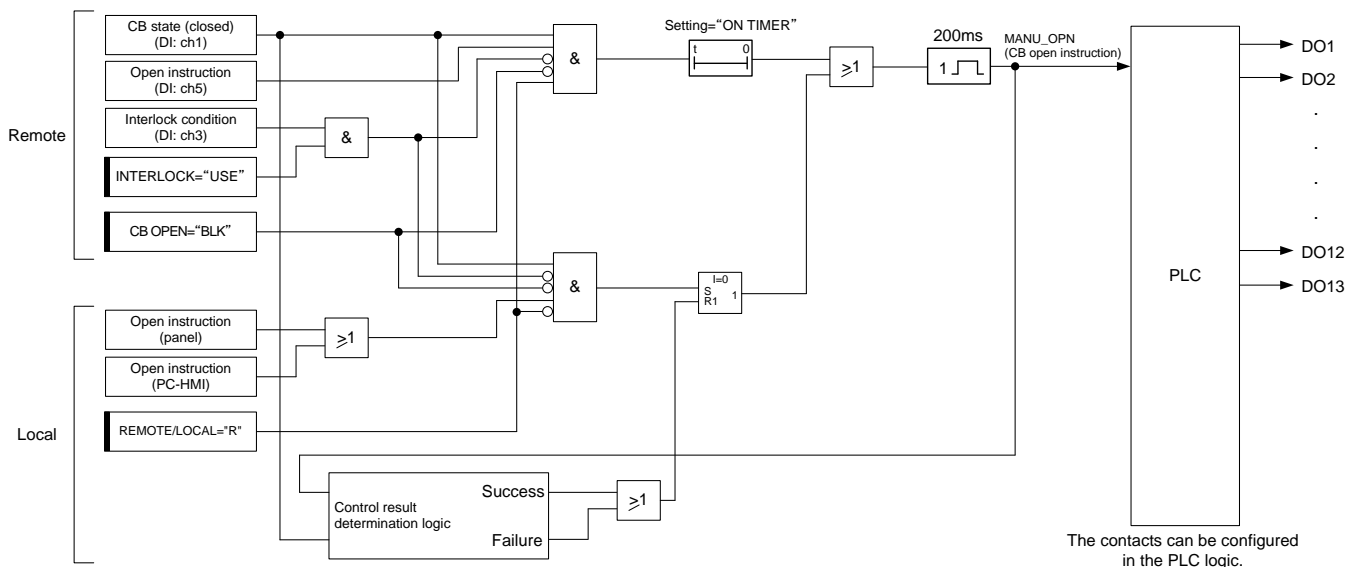 Remote
CB state (closed)
(DI: ch1)
Open instruction
(DI: ch5)
Interlock condition
(DI: ch3)
INTERLOCK=“USE”
CB OPEN=“BLK”
&
&
&
Setting=“ON TIMER”
t 0
≥1
200ms
1
MANU_OPN
(CB open instruction)
I=0
S
R1 1
PLC
DO1
DO2
.
.
.
.
DO12
DO13
The contacts can be configured
in the PLC logic.
Local
Open instruction
(panel)
Open instruction
(PC-HMI)
≥1
REMOTE/LOCAL="R"
Control result
determination logic
Success
Failure
≥1